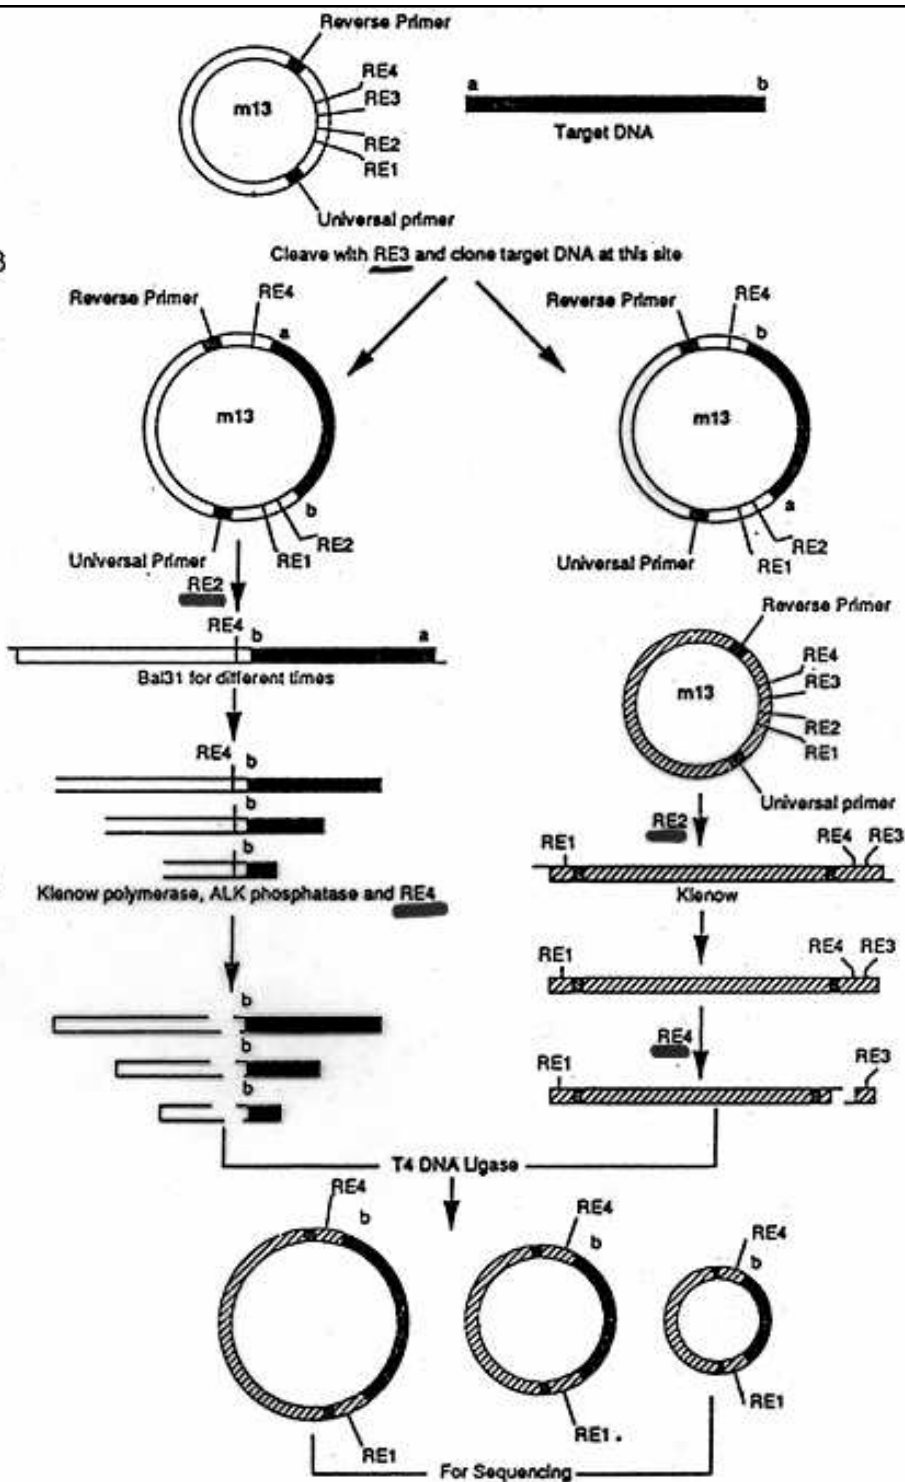 Reverse Primer
RE4
RE3
m13
RE2
RE1
Universal primer
a
b
Target DNA
Cleave with RE3 and clone target DNA at this site
Reverse Primer
RE4
a
m13
b
RE2
RE1
Universal Primer
Reverse Primer
RE4
b
m13
a
RE2
RE1
Universal Primer
RE2
RE4
b
a
Bal31 for different times
RE4
b
b
b
Klenow polymerase, ALK phosphatase and RE4
b
b
b
Reverse Primer
RE4
RE3
m13
RE2
RE1
Universal primer
RE2
RE1
RE4
RE3
Klenow
RE1
RE4
RE3
RE4
RE1
RE3
T4 DNA Ligase
RE4
b
RE1
RE4
b
RE1.
RE4
b
RE1
For Sequencing